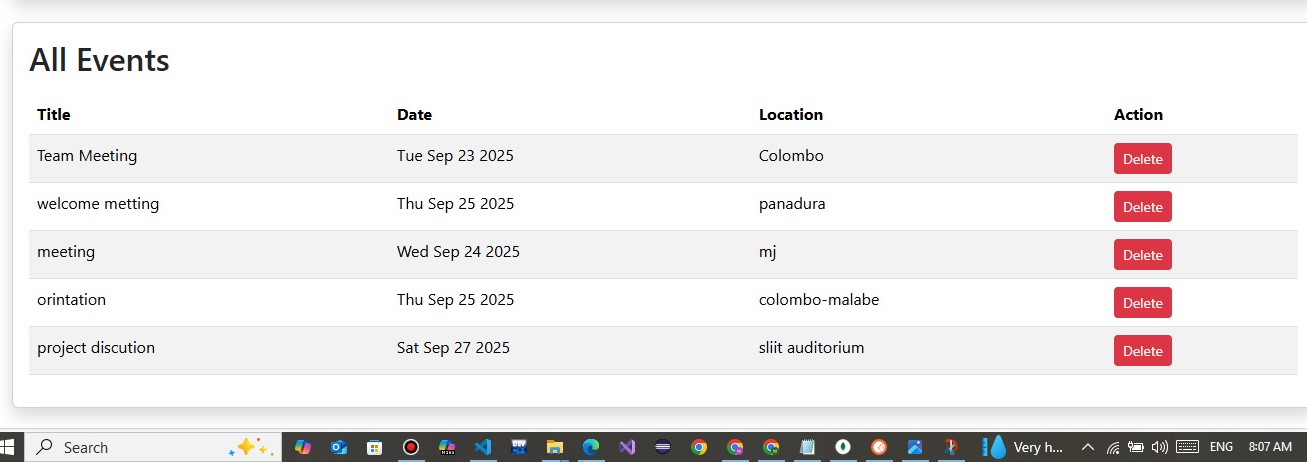 All Events
Title Date Location Action
Team Meeting Tue Sep 23 2025 Colombo Delete
welcome metting Thu Sep 25 2025 panadura Delete
meeting Wed Sep 24 2025 mj Delete
orintation Thu Sep 25 2025 colombo-malabe Delete
project discution Sat Sep 27 2025 sliit auditorium Delete
Search Very h... ENG 8:07 AM